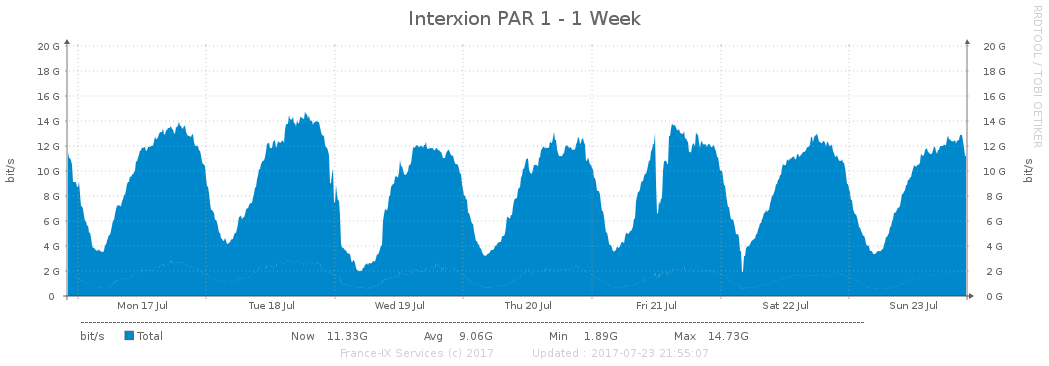 Interxion PAR 1 - 1 Week
RRDTOOL / TOBI OETIKER
20 G 20 G
18 G 18 G
16 G 16 G
14 G 14 G
12 G 12 G
10 G 10 G
8 G 8 G
6 G 6 G
4 G 4 G
2 G 2 G
0 0 G
bit/s
bit/s
Mon 17 Jul Tue 18 Jul Wed 19 Jul Thu 20 Jul Fri 21 Jul Sat 22 Jul Sun 23 Jul
bit/s Total Now 11.33G Avg 9.06G Min 1.89G Max 14.73G
France-IX Services (c) 2017 Updated : 2017-07-23 21:55:07